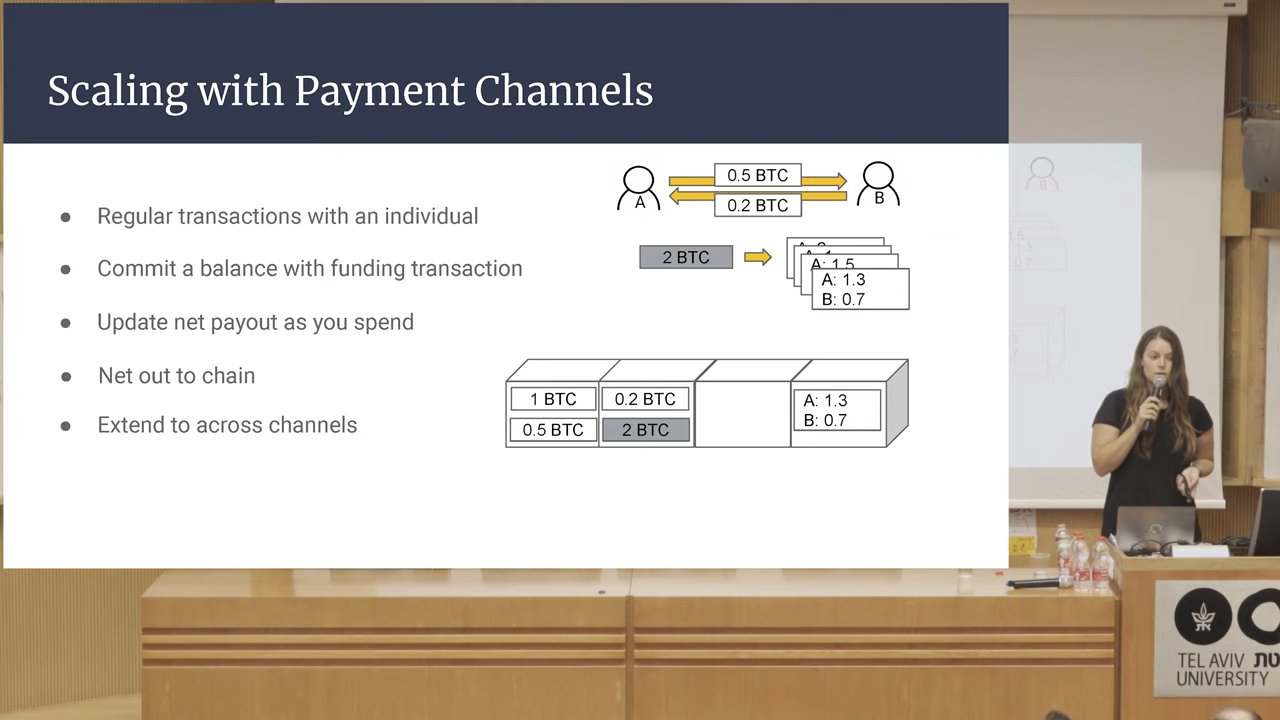 Scaling with Payment Channels
● Regular transactions with an individual
● Commit a balance with funding transaction
● Update net payout as you spend
● Net out to chain
● Extend to across channels
A
0.5 BTC
0.2 BTC
B
2 BTC
A: 1.5
A: 1.3
B: 0.7
1 BTC
0.2 BTC
A: 1.3
B: 0.7
0.5 BTC
2 BTC
B
TEL AVIV
UNIVERSITY